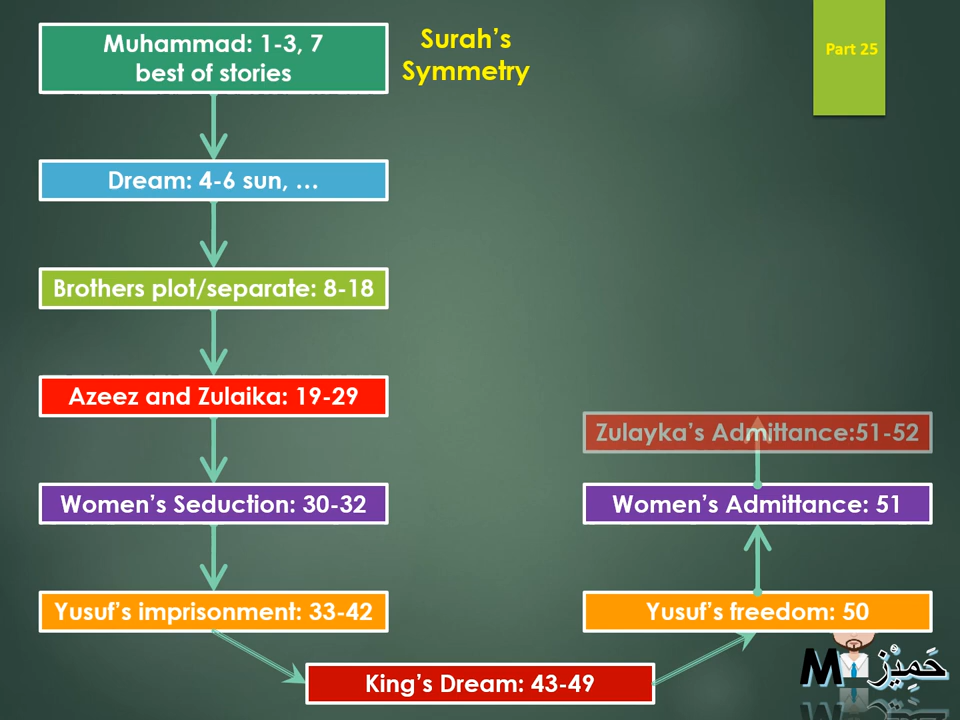 Muhammad: 1-3, 7
best of stories
Surah’s
Symmetry
Part 25
Dream: 4-6 sun, …
Brothers plot/separate: 8-18
Azeez and Zulaika: 19-29
Women’s Seduction: 30-32
Yusuf’s imprisonment: 33-42
King’s Dream: 43-49
Zulayka’s Admittance:51-52
Women’s Admittance: 51
Yusuf’s freedom: 50
M حَمِيْزْ